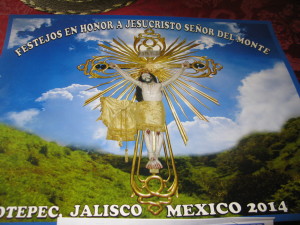 FESTEJOS EN HONOR A JESUCRISTO SEÑOR DEL MONTE
OTEPEC, JALISCO MEXICO 2014